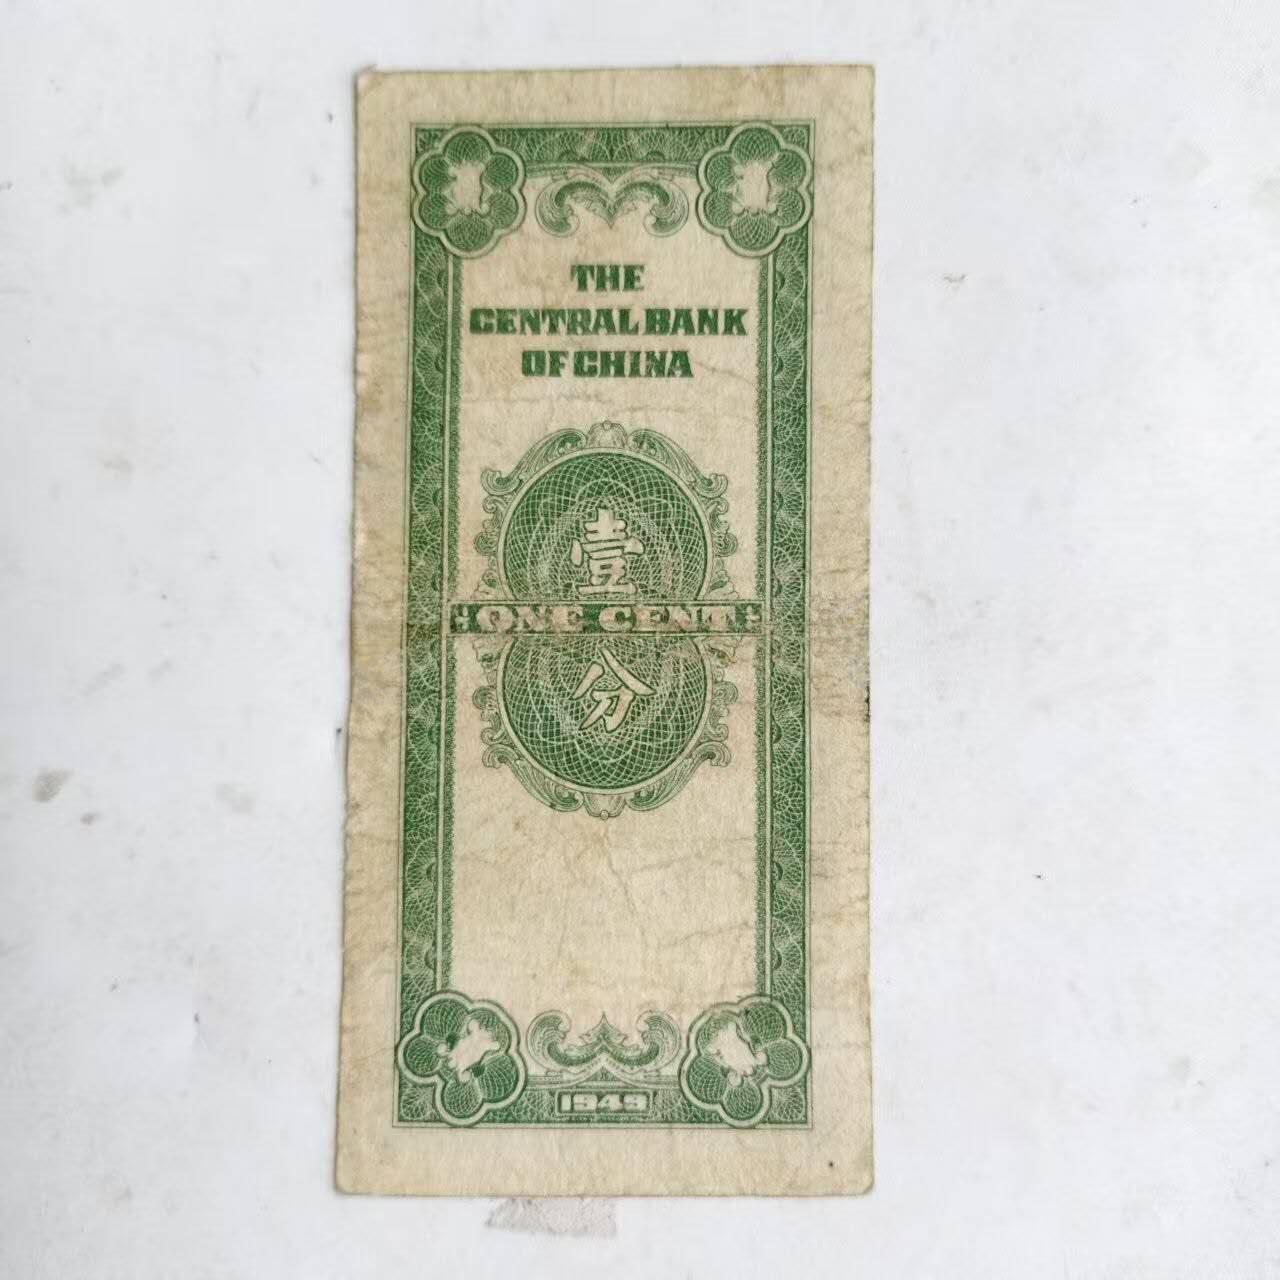 THE
CENTRAL BANK
OF CHINA
壹
ONE CENT
分
1949